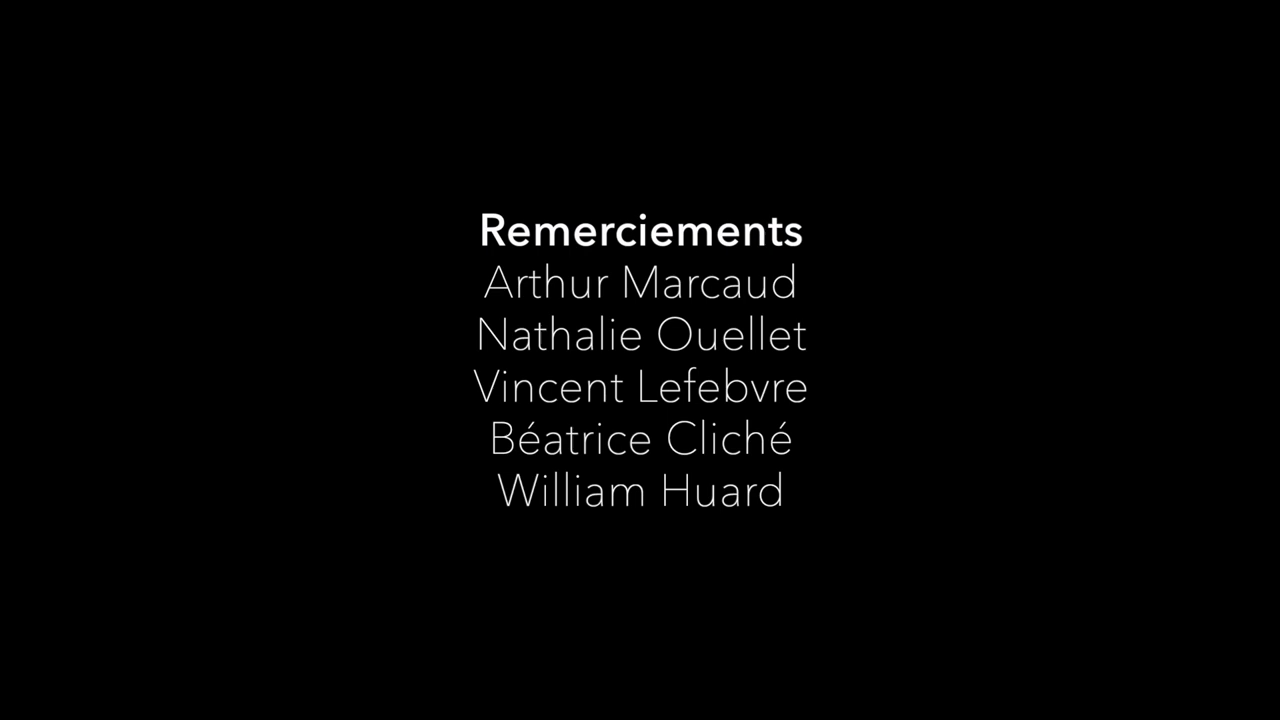 Remerciements
Arthur Marcaud
Nathalie Ouellet
Vincent Lefebvre
Béatrice Cliché
William Huard